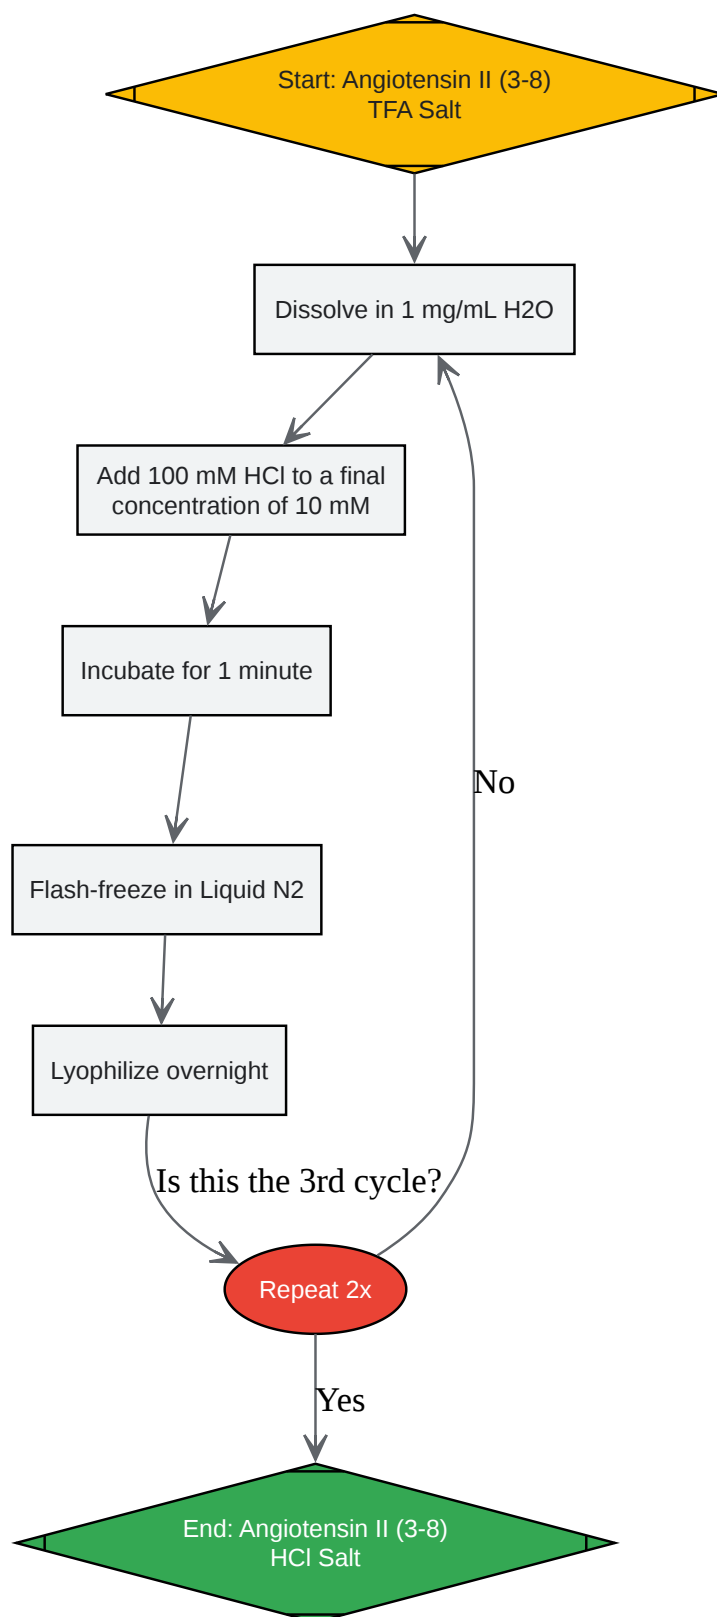 Start: Angiotensin II (3-8)
TFA Salt
Dissolve in 1 mg/mL H2O
Add 100 mM HCl to a final
concentration of 10 mM
Incubate for 1 minute
No
Flash-freeze in Liquid N2
Lyophilize overnight
Is this the 3rd cycle?
Repeat 2x
Yes
End: Angiotensin II (3-8)
HCl Salt